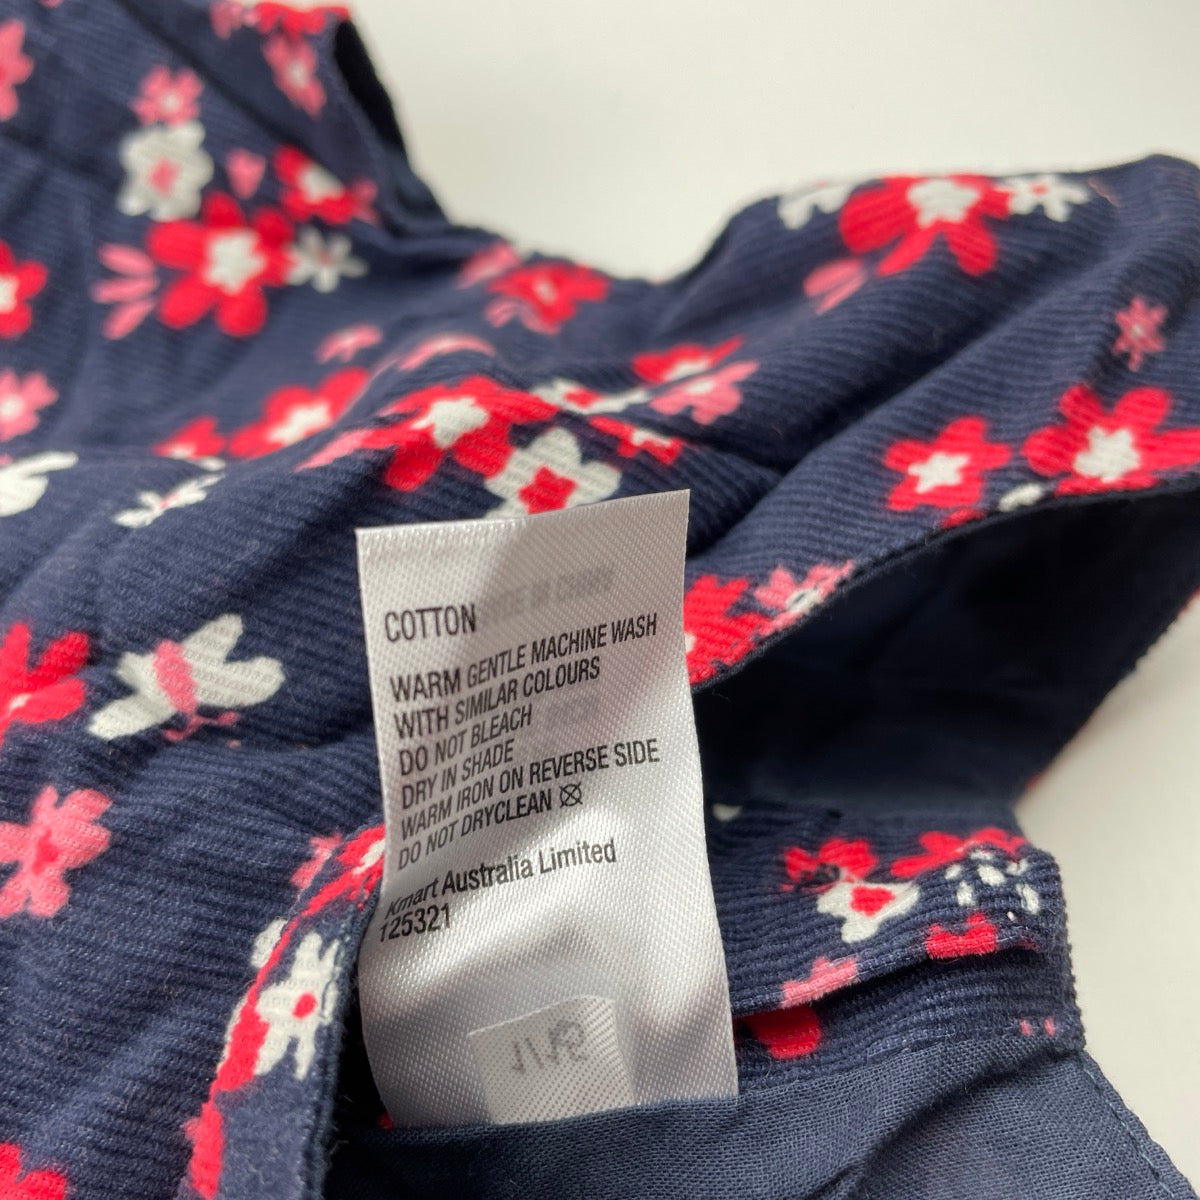 COTTON
WARM GENTLE MACHINE WASH
WITH SIMILAR COLOURS
DO NOT BLEACH
DRY IN SHADE
WARM IRON ON REVERSE SIDE
DO NOT DRYCLEAN
Kmart Australia Limited
125321